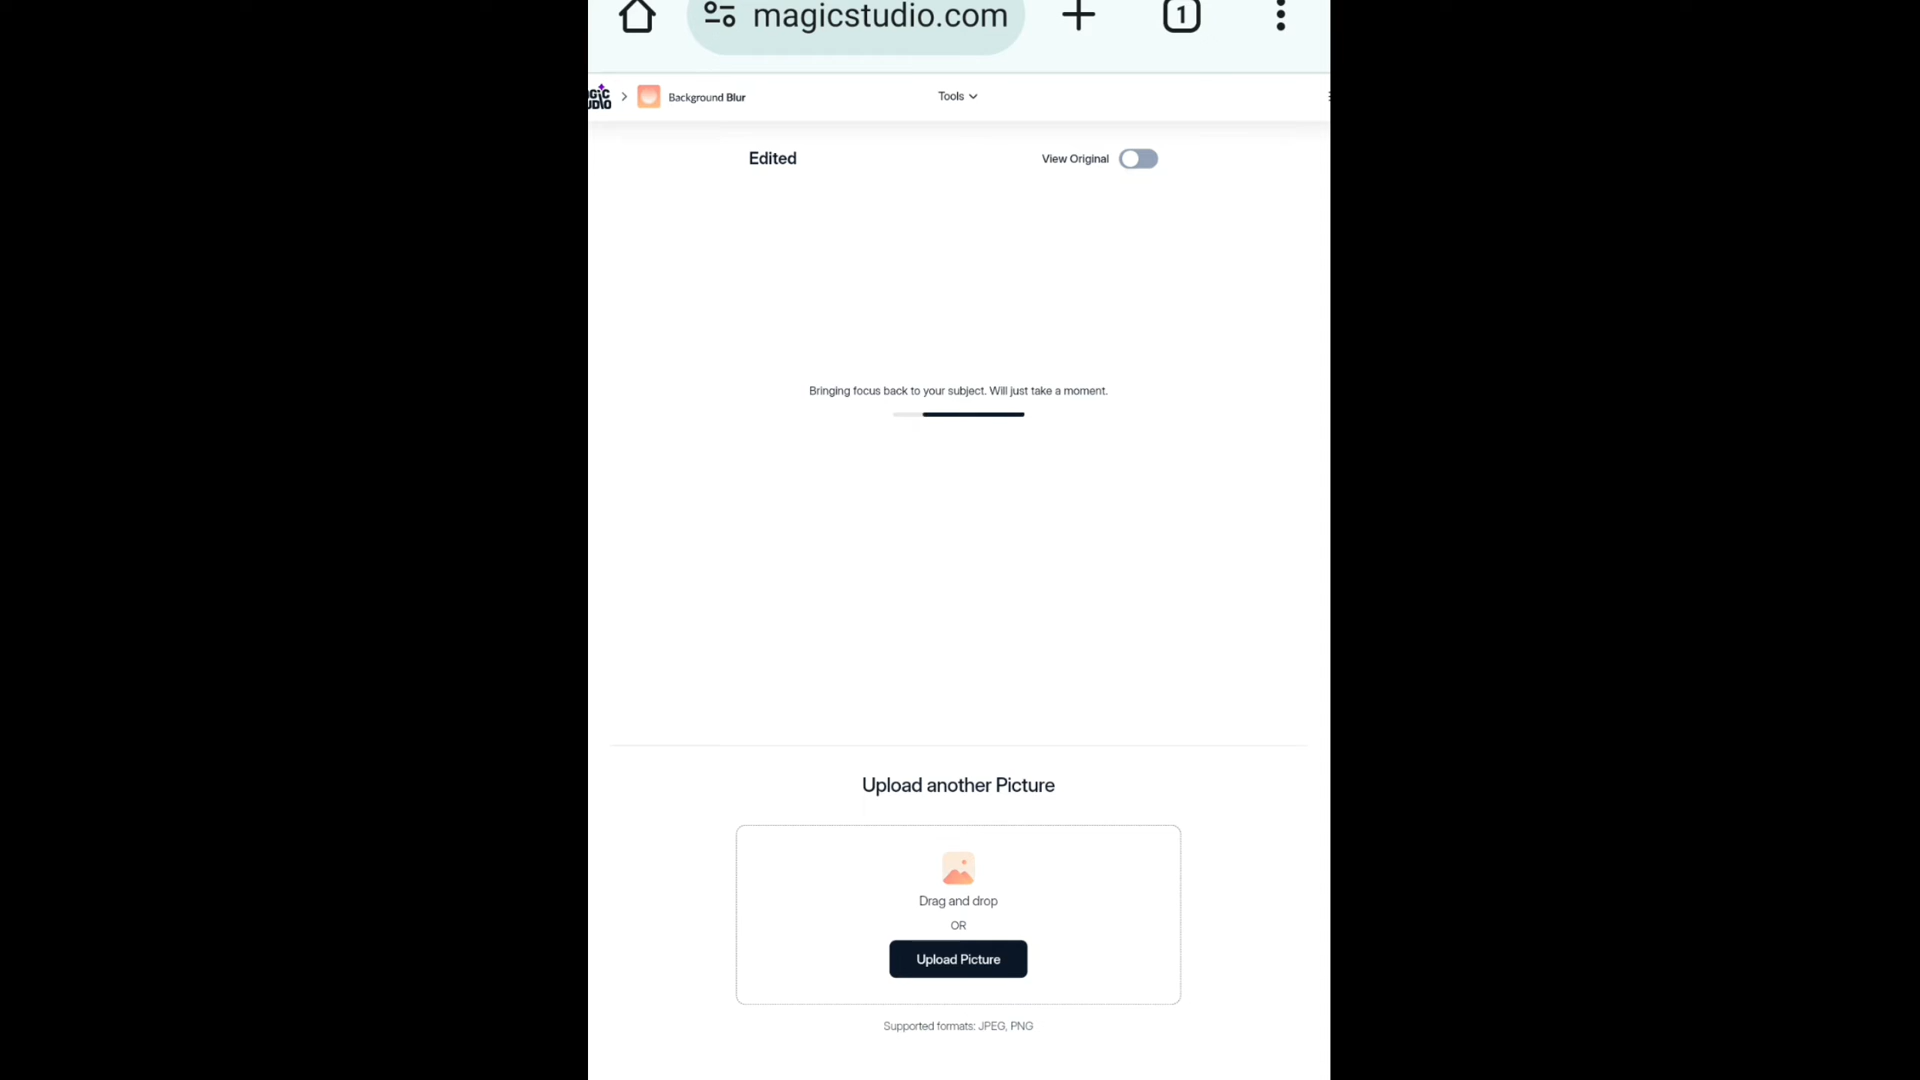 magicstudio.com
1
Background Blur
Tools
Edited
View Original
Bringing focus back to your subject. Will just take a moment.
Upload another Picture
Drag and drop
OR
Upload Picture
Supported formats: JPEG, PNG